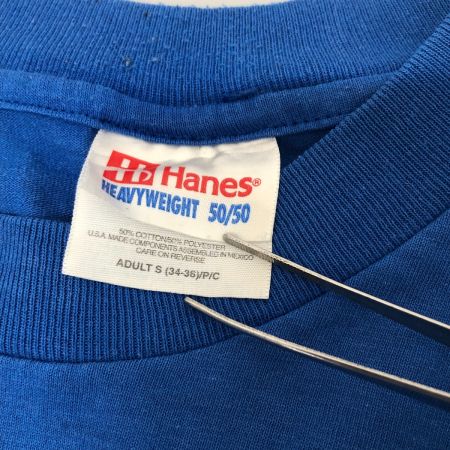 Hanes®
HEAVYWEIGHT 50/50
50% COTTON/50% POLYESTER
U.S.A. MADE COMPONENTS ASSEMBLED IN MEXICO
CARE ON REVERSE
ADULT S (34-36)/P/C